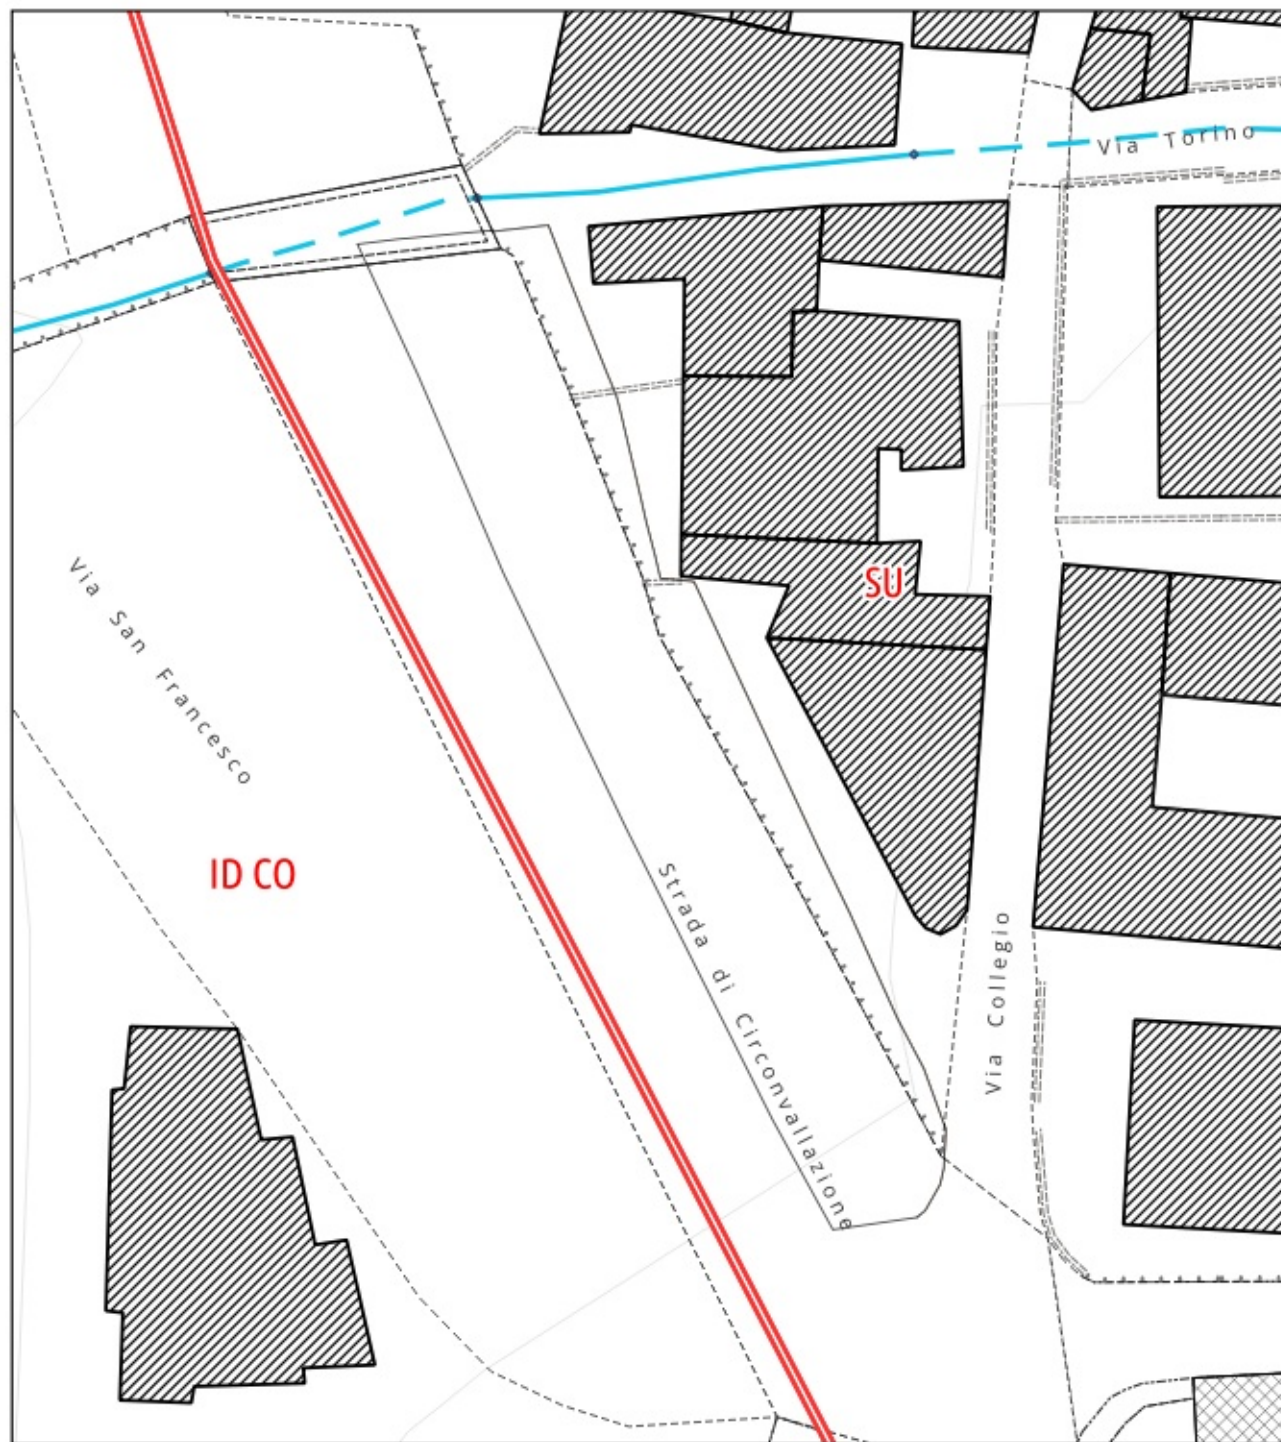 Via Torino
Via San Francesco
SU
ID CO
Strada di Circonvallazione
Via Collegio